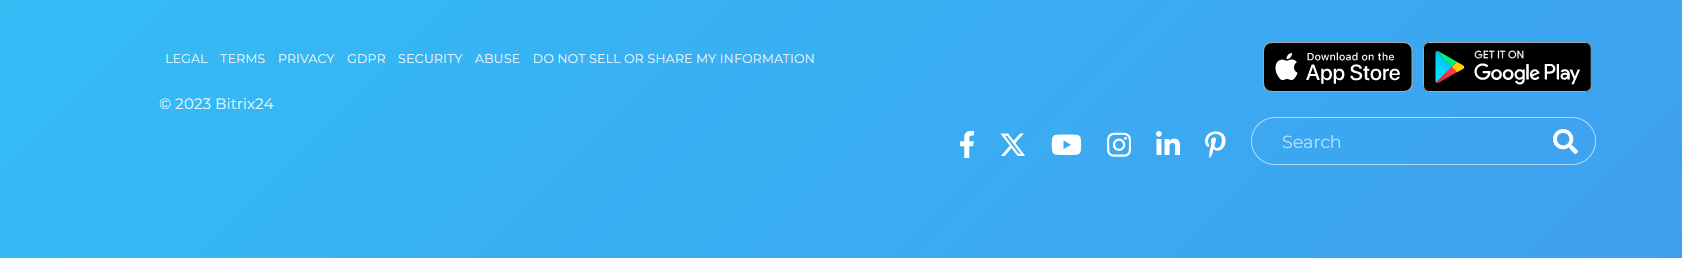 LEGAL TERMS PRIVACY GDPR SECURITY ABUSE DO NOT SELL OR SHARE MY INFORMATION
© 2023 Bitrix24
Download on the
App Store
GET IT ON
Google Play
Search